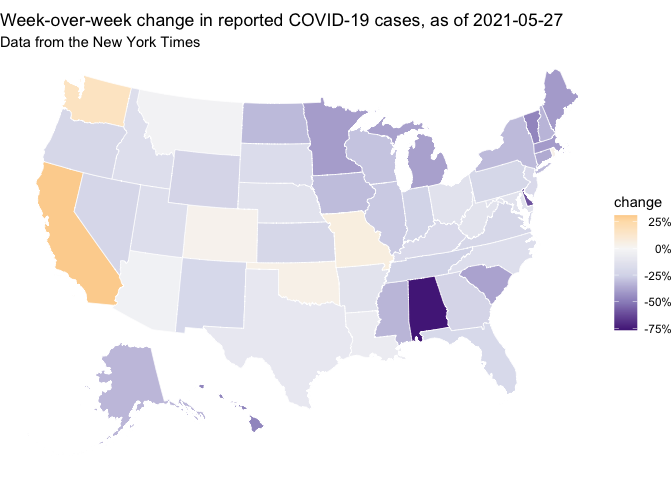 Week-over-week change in reported COVID-19 cases, as of 2021-05-27
Data from the New York Times
change
25%
0%
-25%
-50%
-75%